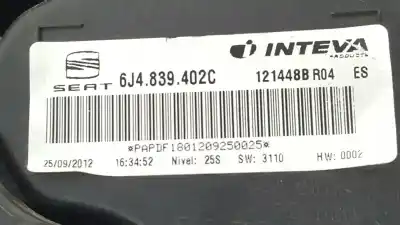 INTEVA
PRODUCTS
SEAT 6J4.839.402C 121448B R04 ES
*PAPDF1801209250025*
25/09/2012 16:34:52 Nivel: 25S SW: 3110 HW: 0002